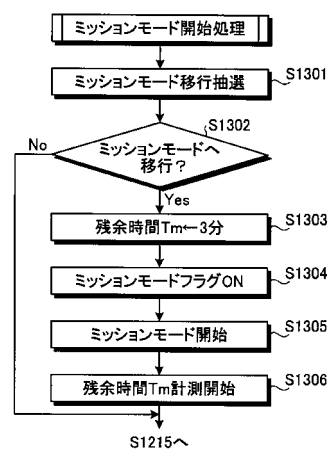 ミッションモード開始処理
ミッションモード移行抽選
S1301
S1302
ミッションモードへ
移行?
No
Yes
残余時間Tm←3分
S1303
ミッションモードフラグON
S1304
ミッションモード開始
S1305
残余時間Tm計測開始
S1306
S1215へ